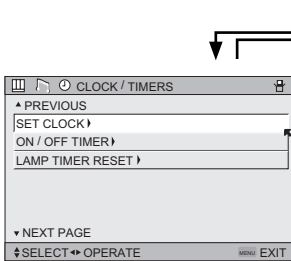 CLOCK / TIMERS
▲ PREVIOUS
SET CLOCK ▶
ON / OFF TIMER ▶
LAMP TIMER RESET ▶
▼ NEXT PAGE
SELECT OPERATE MENU EXIT